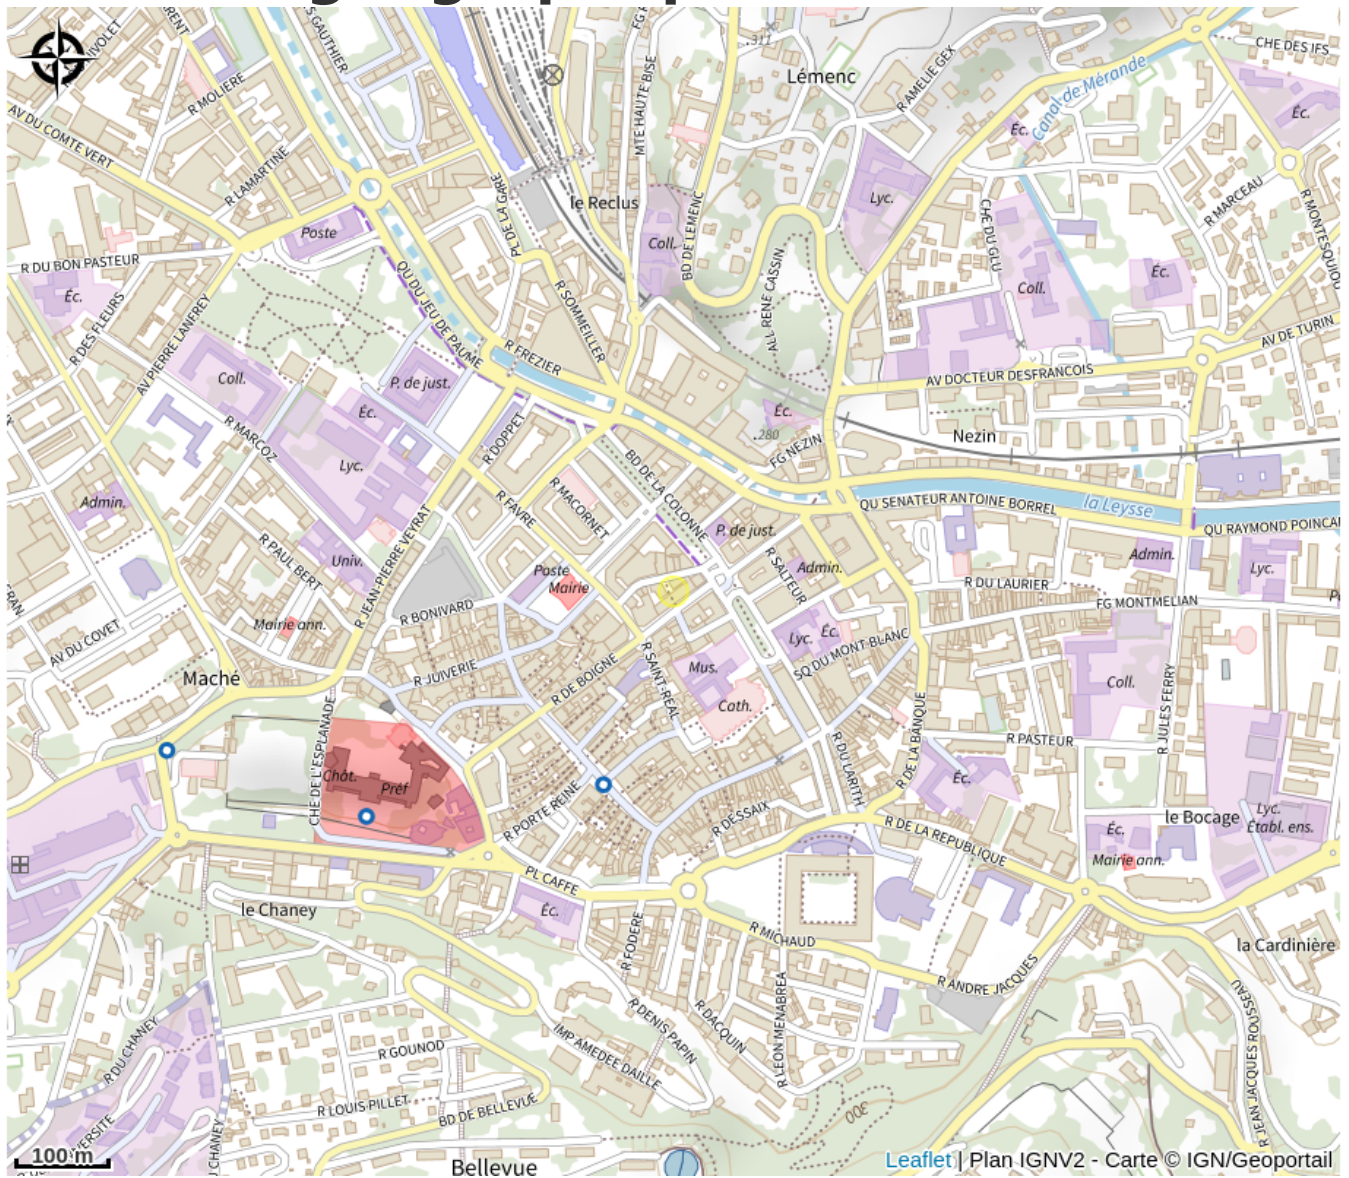 CHE DES IFS
Lémenc
R AMELIE GEX
Canal de Mérande
Éc.
Éc.
R MOLIERE
MTE HAUTE BISE
AV DU COMTE VERT
R LAMARTINE
le Reclus
PL DE LA GARE
BD DE LEMENC
Lyc.
CHE DU GLU
R MARCEAU
R MONTESQUIOU
Poste
Coll.
R DU BON PASTEUR
Éc.
R DES FLEURS
AV PIERRE LANFREY
QU DU JEU DE PAUME
R SOMMEILLER
ALL RENE CASSIN
Coll.
Éc.
AV DE TURIN
R FREZIER
Coll.
P. de just.
AV DOCTEUR DESFRANCOIS
Éc.
Éc.
.280
FG NEZIN
Nezin
R MARCOZ
R DOPPET
Lyc.
BD DE LA COLONNE
R MACORNET
R FAVRE
Admin.
QU SENATEUR ANTOINE BORREL
la Leysse
QU RAYMOND POINCAR
P. de just.
R PAUL BERT
Univ.
R JEAN-PIERRE VEYRAT
Poste
Mairie
R SALTEUR
Admin.
Admin.
Lyc.
R DU LAURIER
FG MONTMELIAN
R BONIVARD
Mairie ann.
AV DU COVET
Lyc.
Éc.
SQ DU MONT BLANC
Maché
R JUIVERIE
R DE BOIGNE
R SAINT-REAL
Mus.
Cath.
Coll.
R JULES FERRY
CHE DE L'ESPLANADE
R DU LARITH
R DE LA BANQUE
R PASTEUR
Chât.
Préf
Éc.
R PORTE REINE
R DESSAIX
R DE LA REPUBLIQUE
le Bocage
Éc.
Mairie ann.
Lyc.
Établ. ens.
PL CAFFE
le Chaney
Éc.
R FODERE
R MICHAUD
la Cardinière
R ANDRE JACQUES
R LEON MENABREA
R DENIS PAPIN
R DACQUIN
R DU CHANEY
R GOUNOD
IMP AMEDEE DAILLE
R JEAN JACQUES ROUSSEAU
R LOUIS PILLET
BD DE BELLEVUE
300
100 m
Bellevue
Leaflet | Plan IGNV2 - Carte © IGN/Geoportail